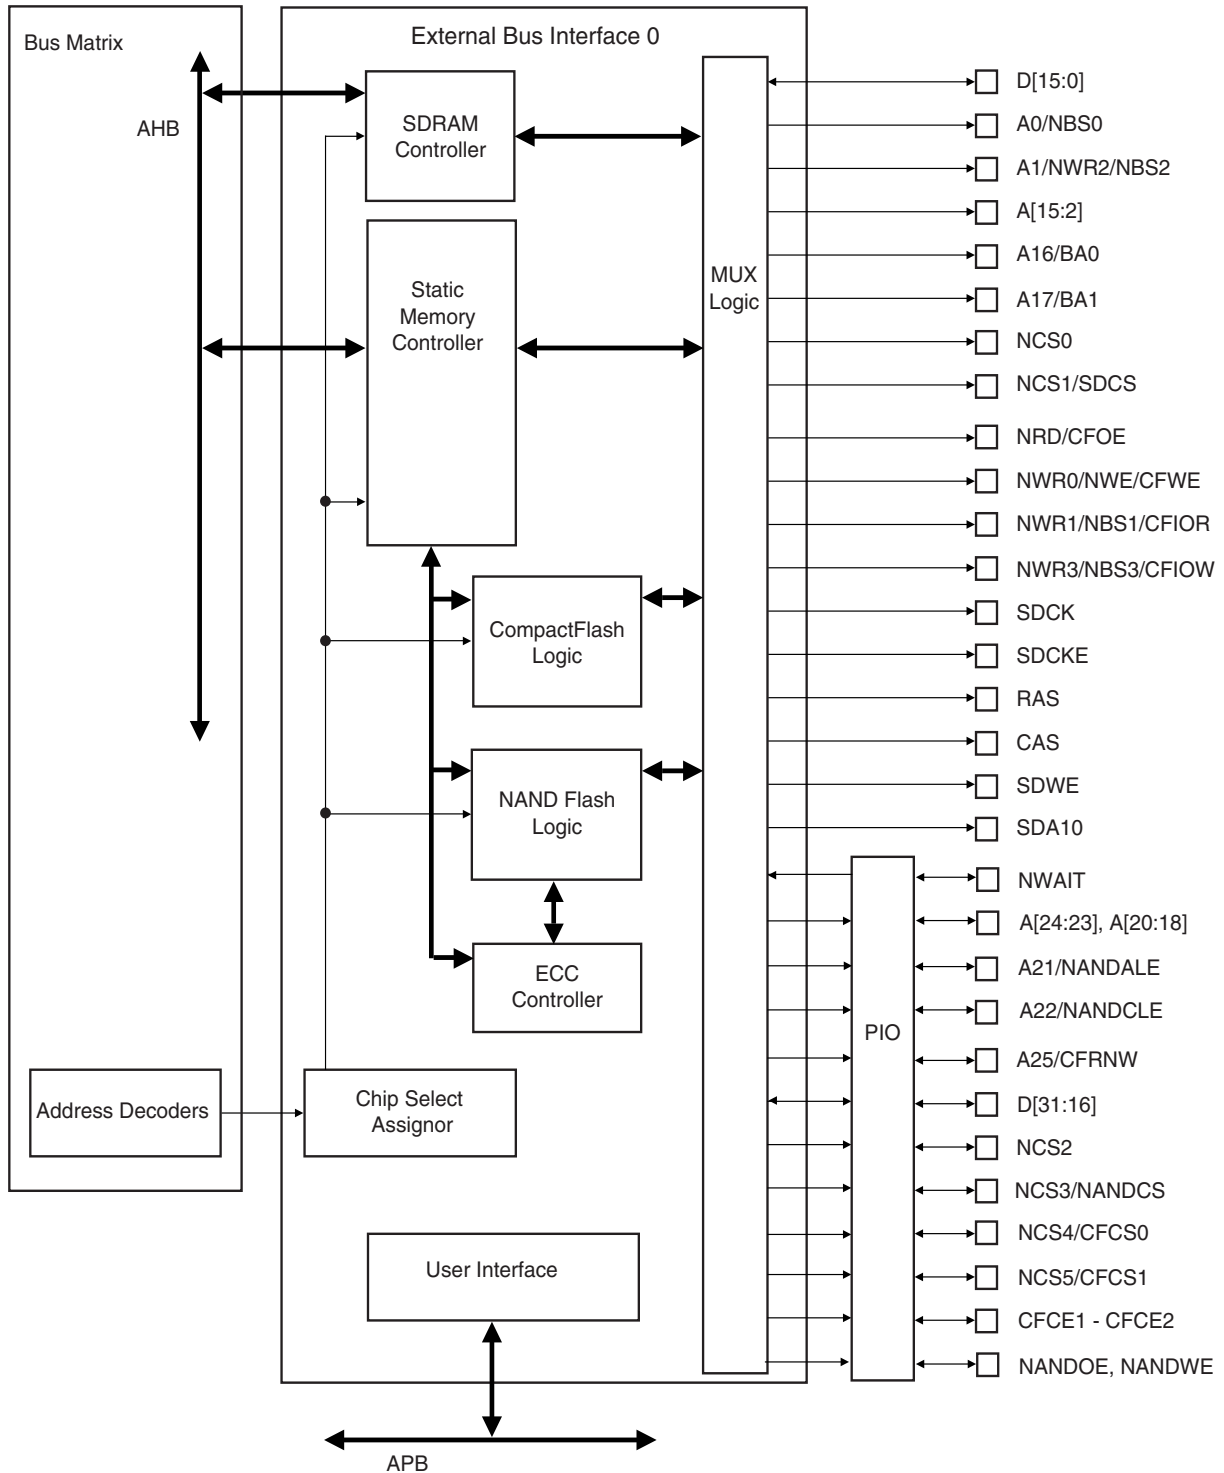 Bus Matrix
External Bus Interface 0
AHB
SDRAM
Controller
Static
Memory
Controller
MUX
Logic
CompactFlash
Logic
NAND Flash
Logic
ECC
Controller
PIO
Address Decoders
Chip Select
Assignor
User Interface
APB
D[15:0]
A0/NBS0
A1/NWR2/NBS2
A[15:2]
A16/BA0
A17/BA1
NCS0
NCS1/SDCS
NRD/CFOE
NWR0/NWE/CFWE
NWR1/NBS1/CFIOR
NWR3/NBS3/CFIOW
SDCK
SDCKE
RAS
CAS
SDWE
SDA10
NWAIT
A[24:23], A[20:18]
A21/NANDALE
A22/NANDCLE
A25/CFRNW
D[31:16]
NCS2
NCS3/NANDCS
NCS4/CFCS0
NCS5/CFCS1
CFCE1 - CFCE2
NANDOE, NANDWE